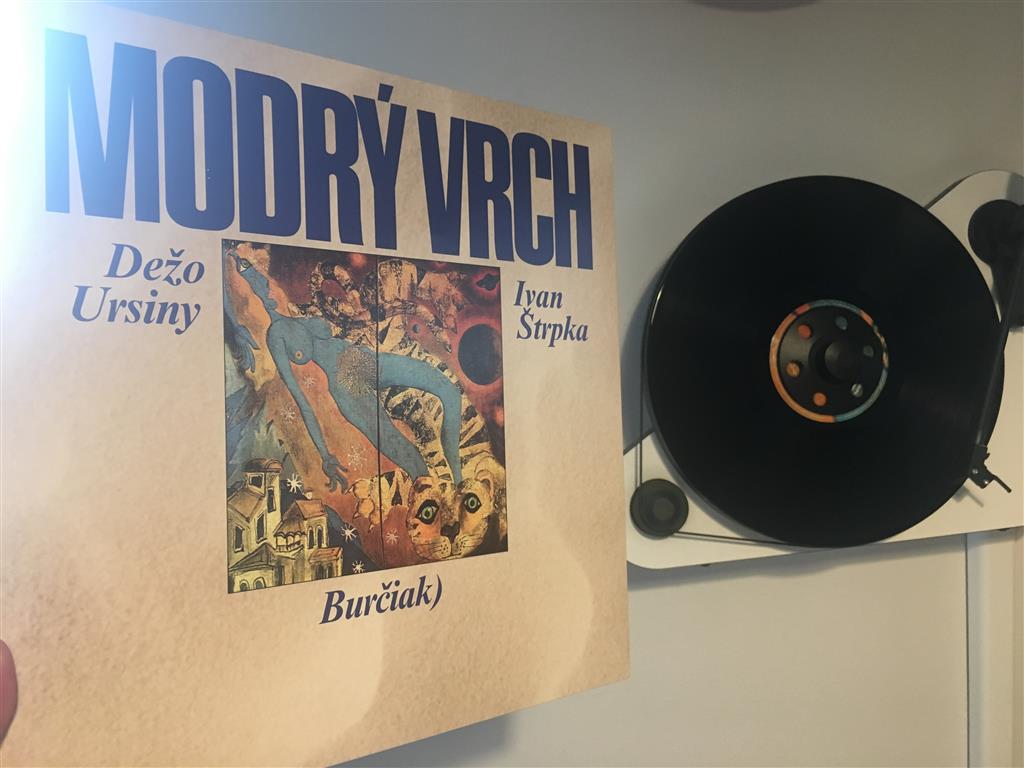 MODRÝ VRCH
Dežo
Ursiny
Ivan
Štrpka
Burčiak)